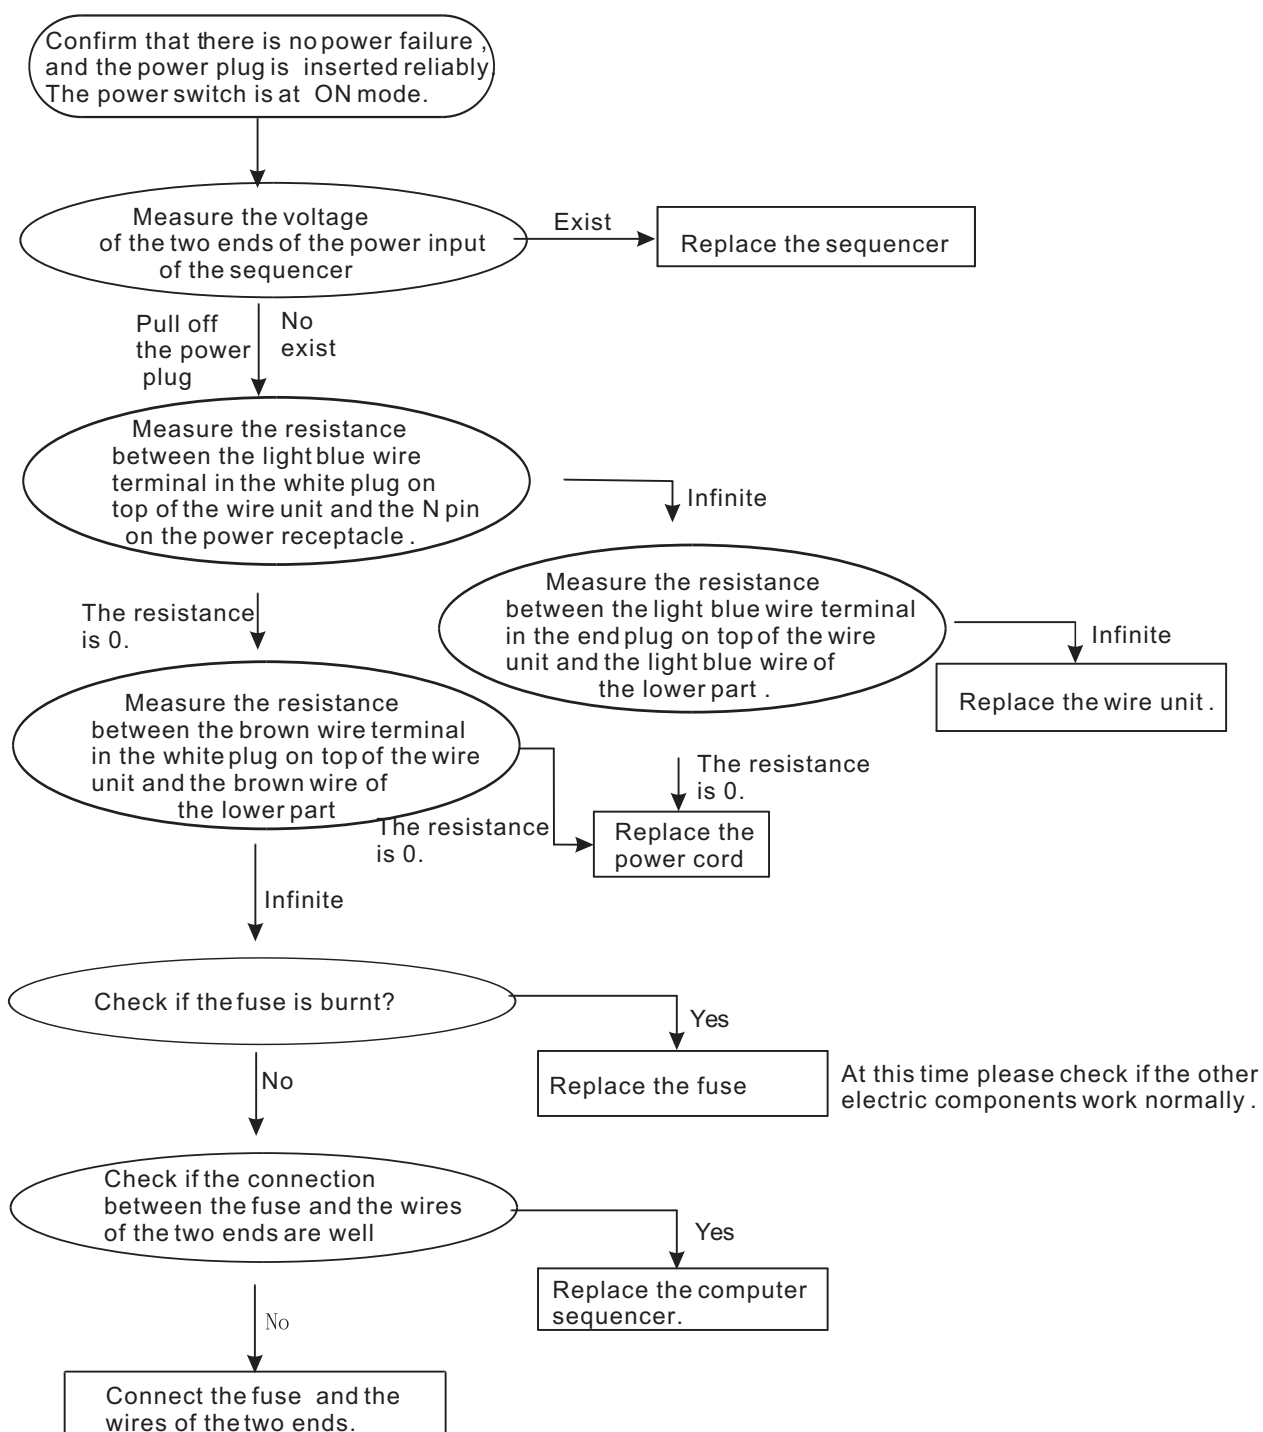 Confirm that there is no power failure ,
and the power plug is inserted reliably.
The power switch is at ON mode.
Measure the voltage
of the two ends of the power input
of the sequencer
Exist
Replace the sequencer
Pull off
the power
plug
No
exist
Measure the resistance
between the light blue wire
terminal in the white plug on
top of the wire unit and the N pin
on the power receptacle .
Infinite
Measure the resistance
between the light blue wire terminal
in the end plug on top of the wire
unit and the light blue wire of
the lower part .
Infinite
Replace the wire unit .
The resistance
is 0.
Measure the resistance
between the brown wire terminal
in the white plug on top of the wire
unit and the brown wire of
the lower part
The resistance
is 0.
The resistance
is 0.
Replace the
power cord
Infinite
Check if the fuse is burnt?
Yes
Replace the fuse
At this time please check if the other
electric components work normally .
No
Check if the connection
between the fuse and the wires
of the two ends are well
Yes
Replace the computer
sequencer.
No
Connect the fuse and the
wires of the two ends.